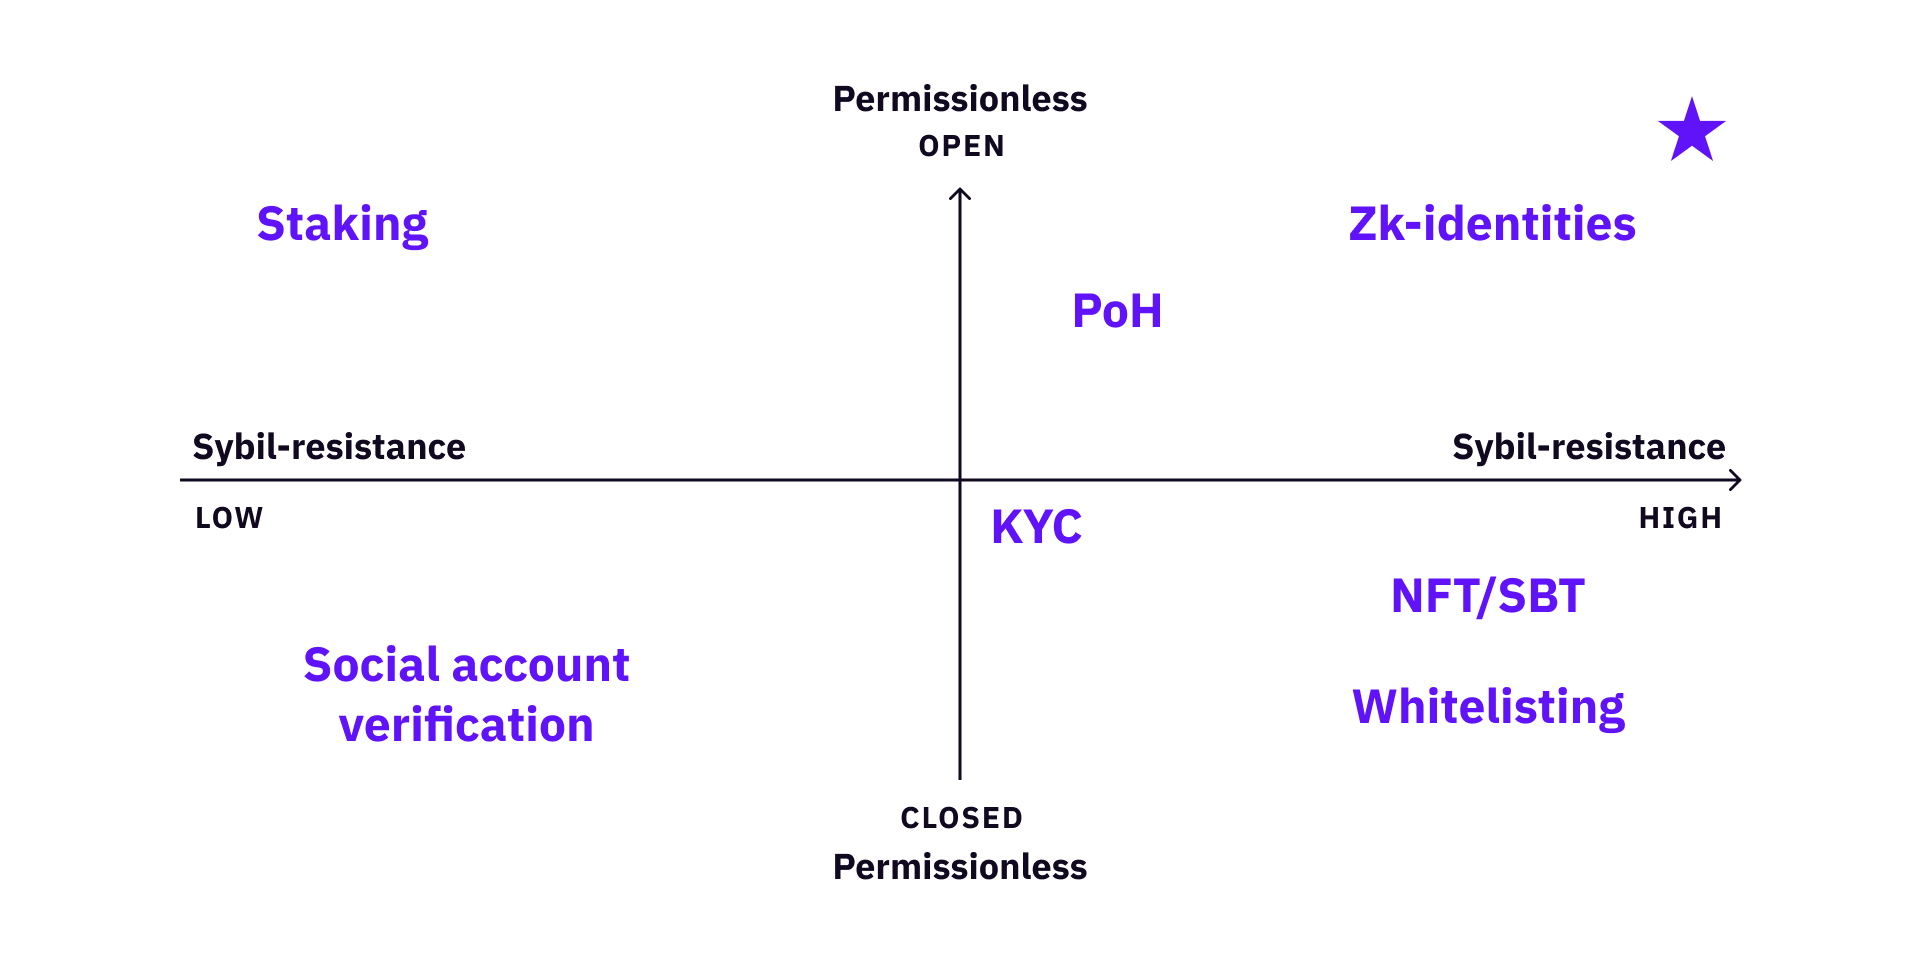 Permissionless
OPEN
Staking
Zk-identities
PoH
Sybil-resistance
Sybil-resistance
LOW
HIGH
KYC
NFT/SBT
Social account
verification
Whitelisting
CLOSED
Permissionless